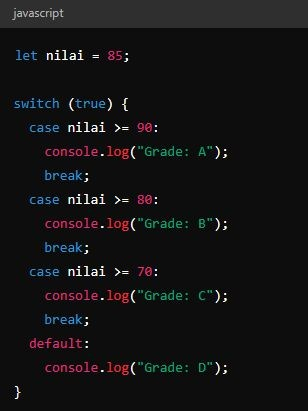 javascript
let nilai = 85;
switch (true) {
  case nilai >= 90:
    console.log("Grade: A");
    break;
  case nilai >= 80:
    console.log("Grade: B");
    break;
  case nilai >= 70:
    console.log("Grade: C");
    break;
  default:
    console.log("Grade: D");
}